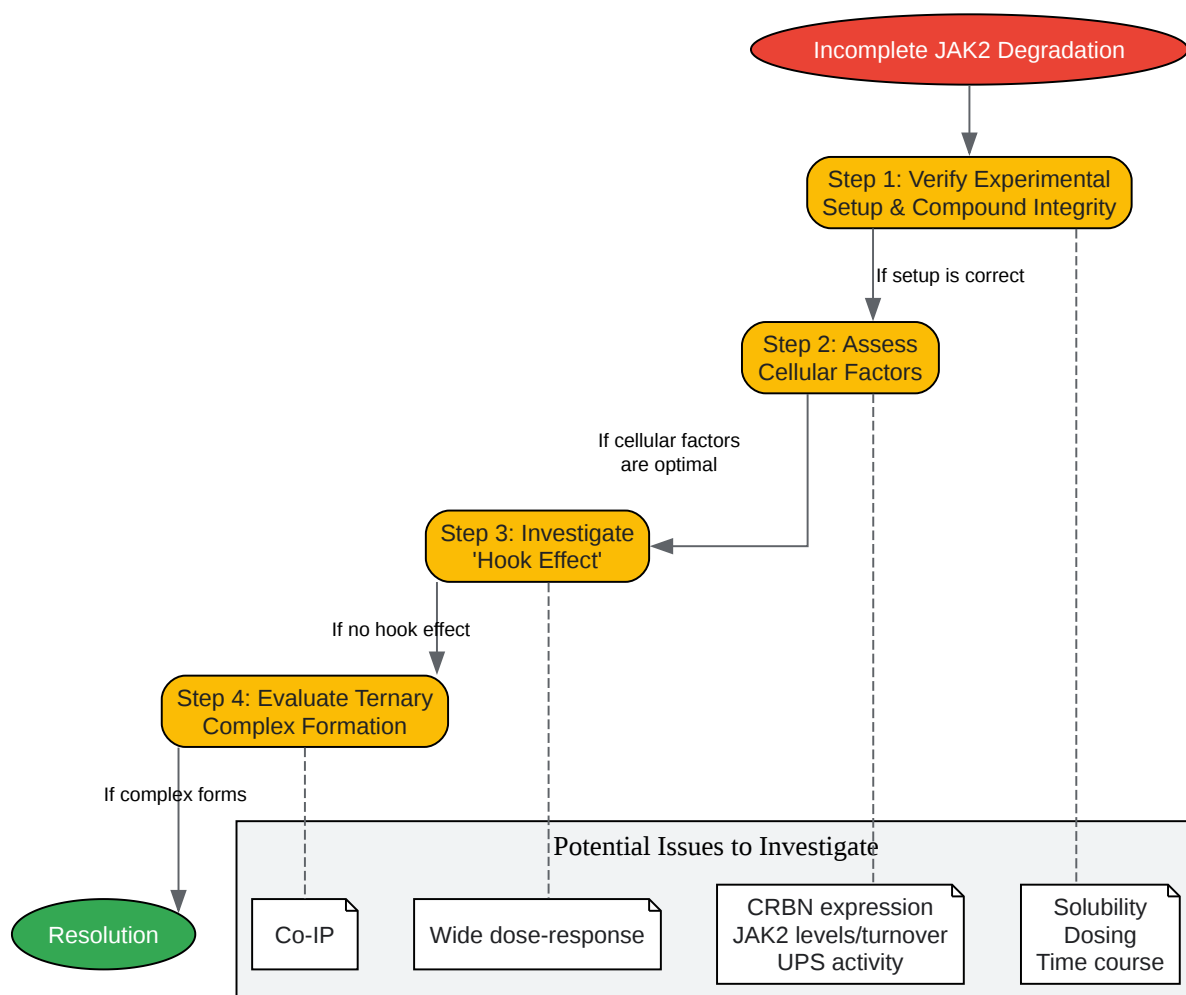 Incomplete JAK2 Degradation
Step 1: Verify Experimental
Setup & Compound Integrity
If setup is correct
Step 2: Assess
Cellular Factors
If cellular factors
are optimal
Step 3: Investigate
'Hook Effect'
If no hook effect
Step 4: Evaluate Ternary
Complex Formation
If complex forms
Potential Issues to Investigate
Resolution
Co-IP
Wide dose-response
CRBN expression
JAK2 levels/turnover
UPS activity
Solubility
Dosing
Time course